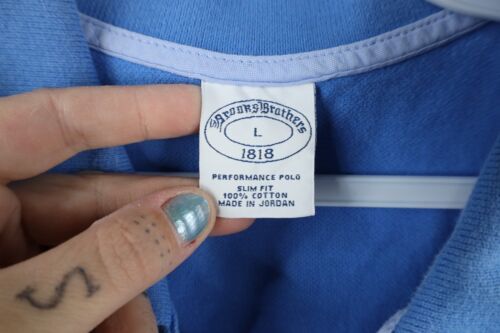 Brooks Brothers
L
1818
PERFORMANCE POLO
SLIM FIT
100% COTTON
MADE IN JORDAN